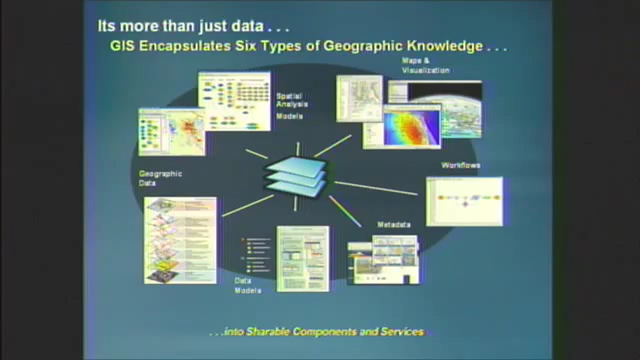 Its more than just data . . .
GIS Encapsulates Six Types of Geographic Knowledge . . .
Maps &
Visualization
Spatial
Analysis
Models
Geographic
Data
Workflows
Metadata
Data
Models
. . .into Sharable Components and Services